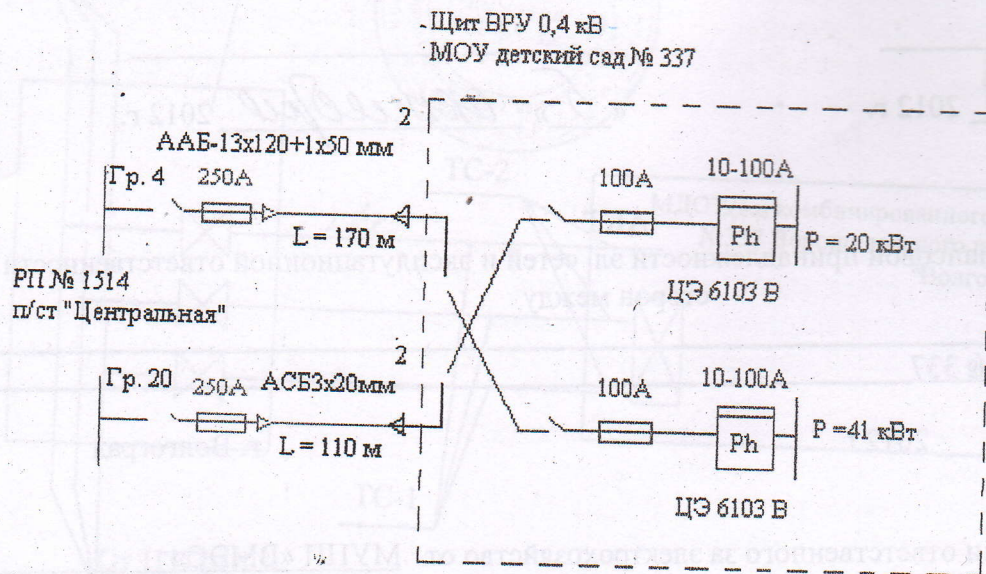 Щит ВРУ 0,4 кВ
МОУ детский сад № 337
2012 г.
2
ААБ-13х120+1х50 мм
Гр. 4
250А
L = 170 м
100А
10-100А
Ph
P = 20 кВт
ЦЭ 6103 В
РП № 1314
п/ст "Центральная"
2
Гр. 20
250А
АСБ3х20мм
L = 110 м
100А
10-100А
Ph
P =41 кВт
ЦЭ 6103 В